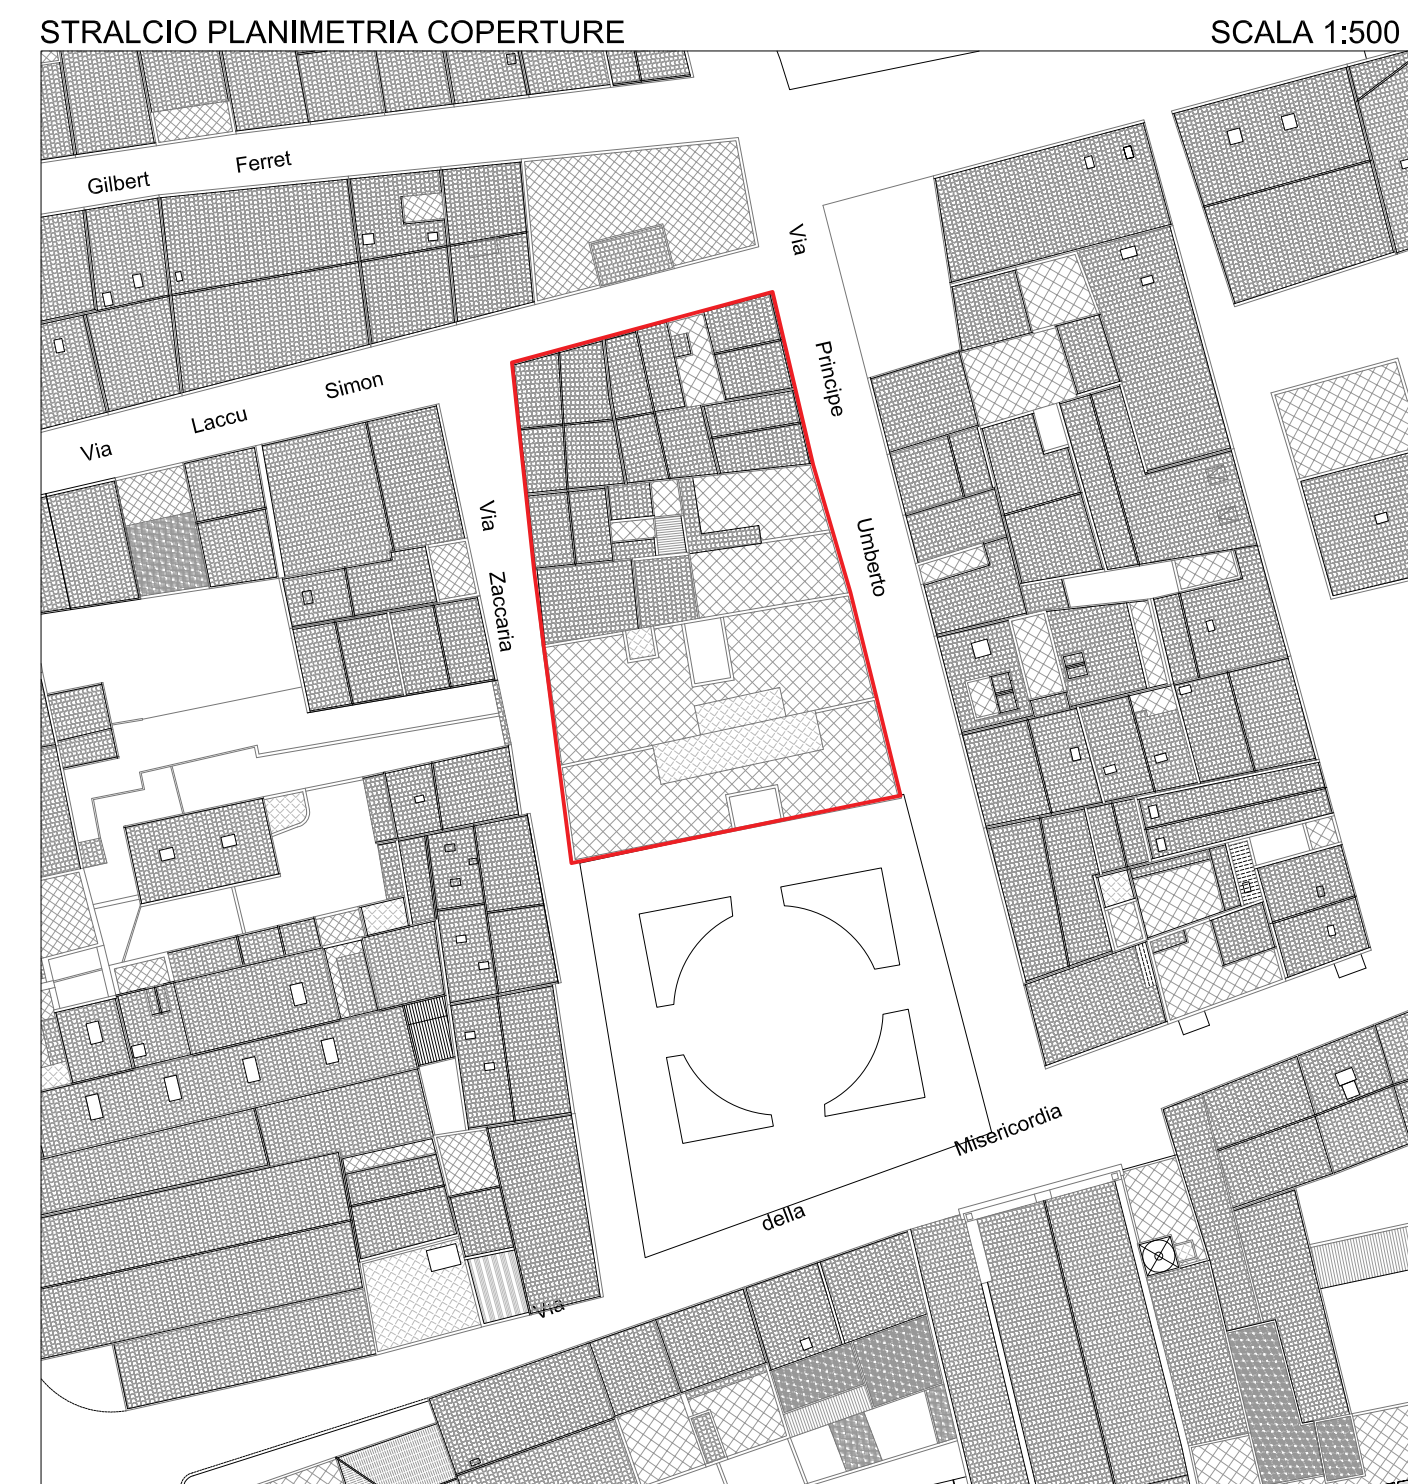 STRALCIO PLANIMETRIA COPERTURE
SCALA 1:500
Gilbert Ferret
Via Laccu Simon
Via Principe Umberto
Via Zaccaria
Via della Misericordia